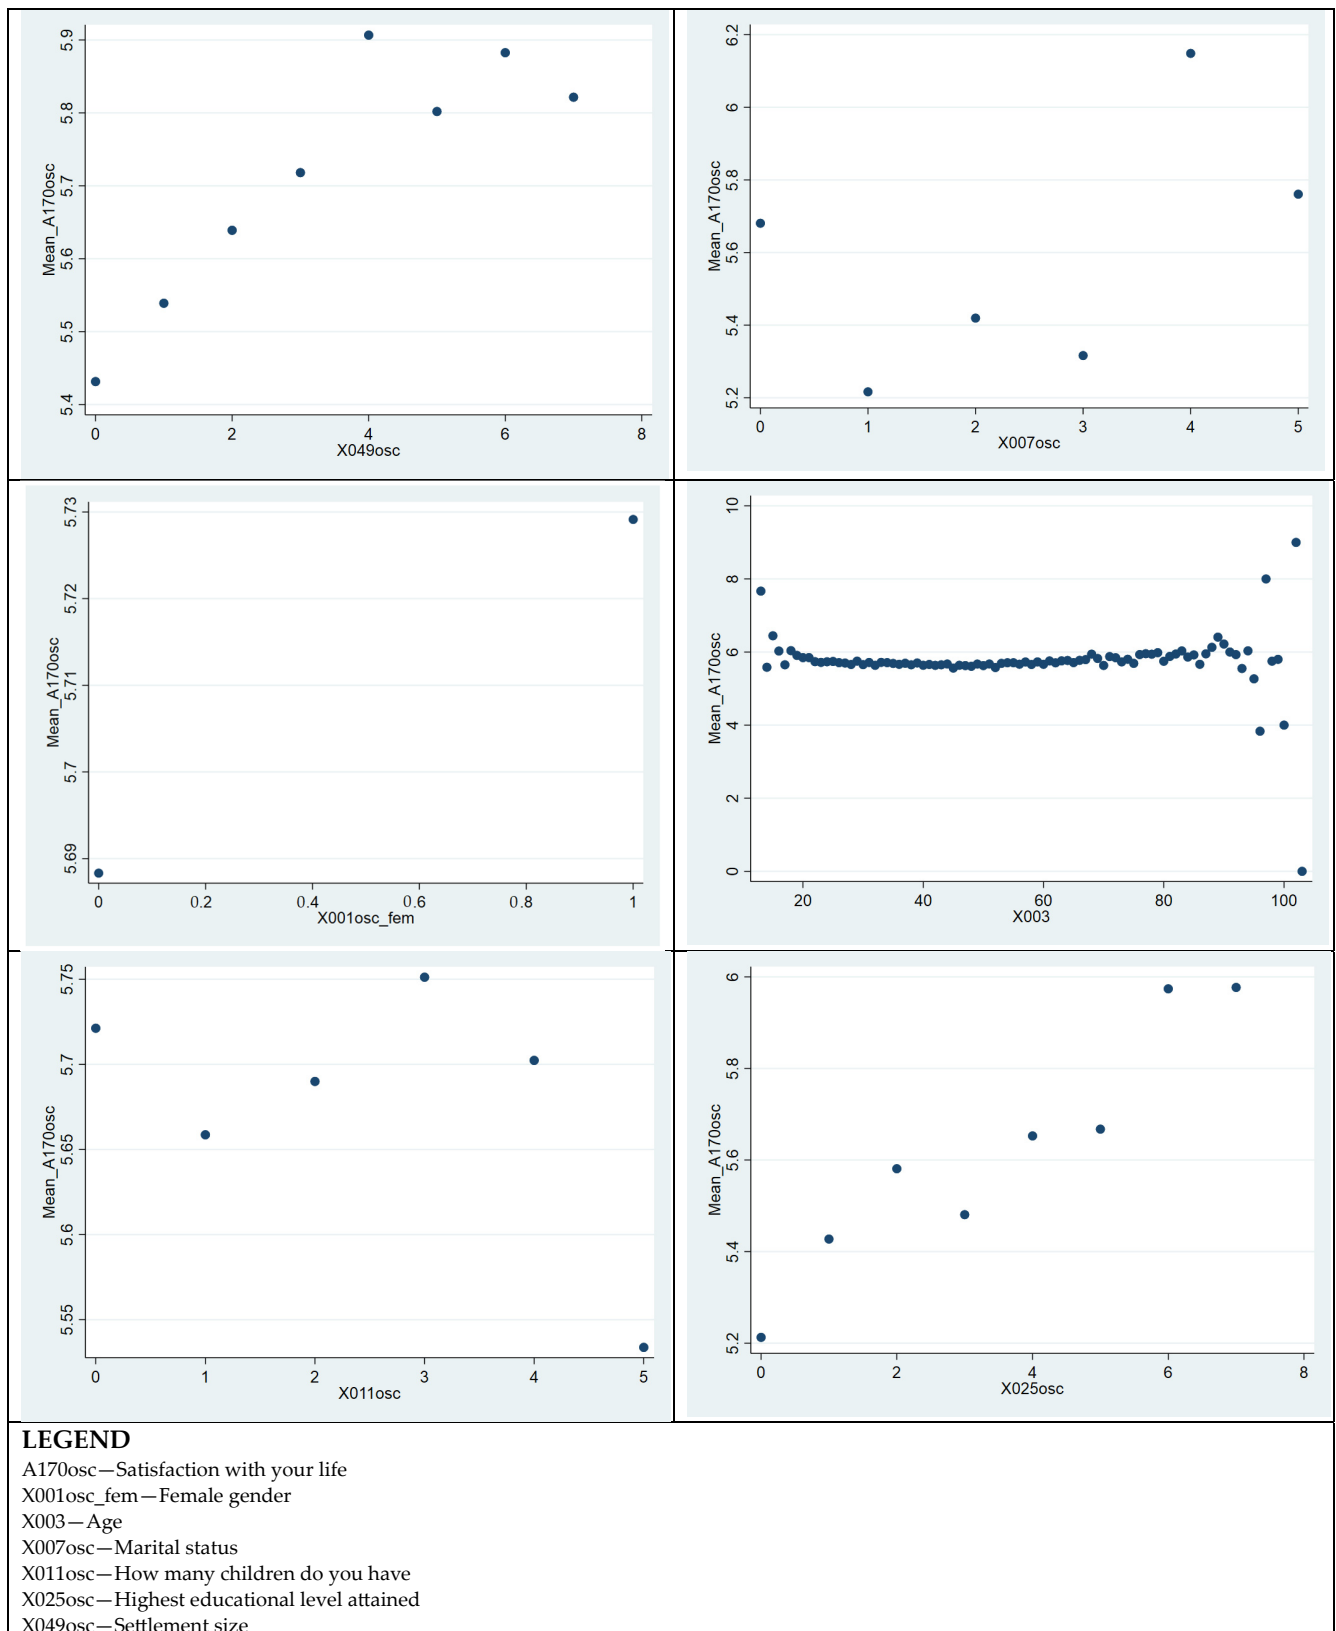 5.9
5.8
5.7
5.6
5.5
5.4
Mean_A170osc
0 2 4 6 8
X049osc
6.2
6
5.8
5.6
5.4
5.2
Mean_A170osc
0 1 2 3 4 5
X007osc
5.73
5.72
5.71
5.7
5.69
Mean_A170osc
0 0.2 0.4 0.6 0.8 1
X001osc_fem
10
8
6
4
2
0
Mean_A170osc
20 40 60 80 100
X003
5.75
5.7
5.65
5.6
5.55
Mean_A170osc
0 1 2 3 4 5
X011osc
6
5.8
5.6
5.4
5.2
Mean_A170osc
0 2 4 6 8
X025osc
LEGEND
A170osc—Satisfaction with your life
X001osc_fem—Female gender
X003—Age
X007osc—Marital status
X011osc—How many children do you have
X025osc—Highest educational level attained
X049osc—Settlement size